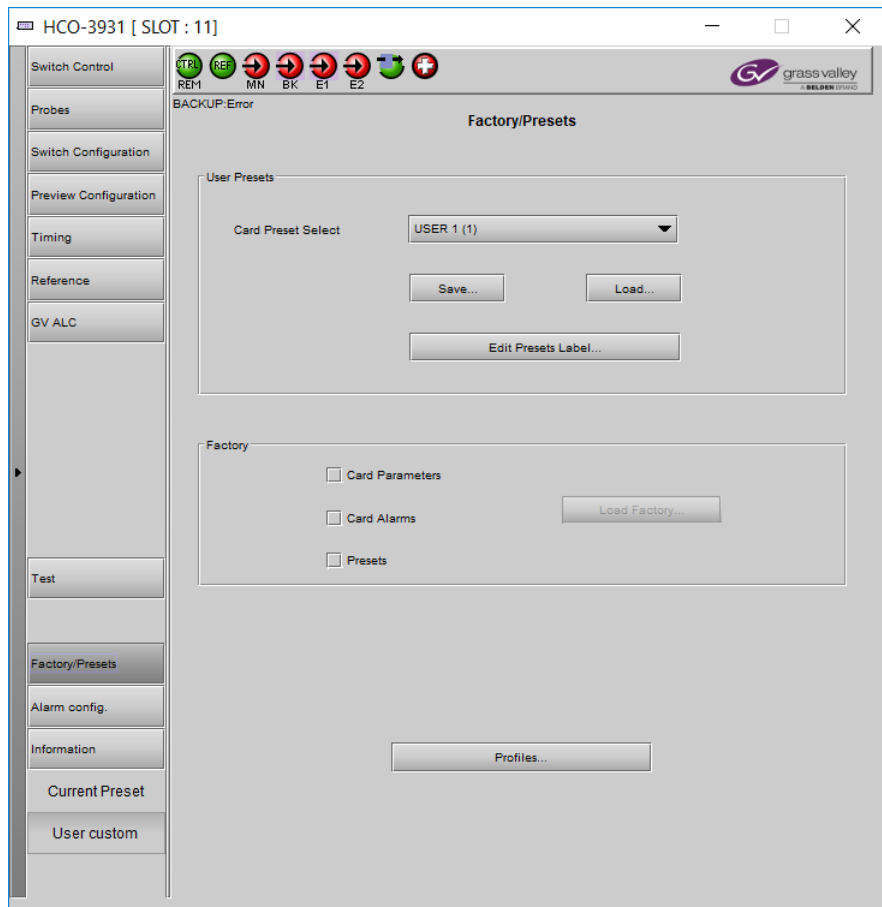 HCO-3931 [ SLOT : 11]
Switch Control
Probes
Switch Configuration
Preview Configuration
Timing
Reference
GV ALC
Test
Factory/Presets
Alarm config.
Information
Current Preset
User custom
CTRL REF
REM MN BK E1 E2
GV grass valley
A BELDEN BRAND
BACKUP:Error
Factory/Presets
User Presets
Card Preset Select USER 1 (1)
Save... Load...
Edit Presets Label...
Factory
Card Parameters
Load Factory...
Card Alarms
Presets
Profiles...